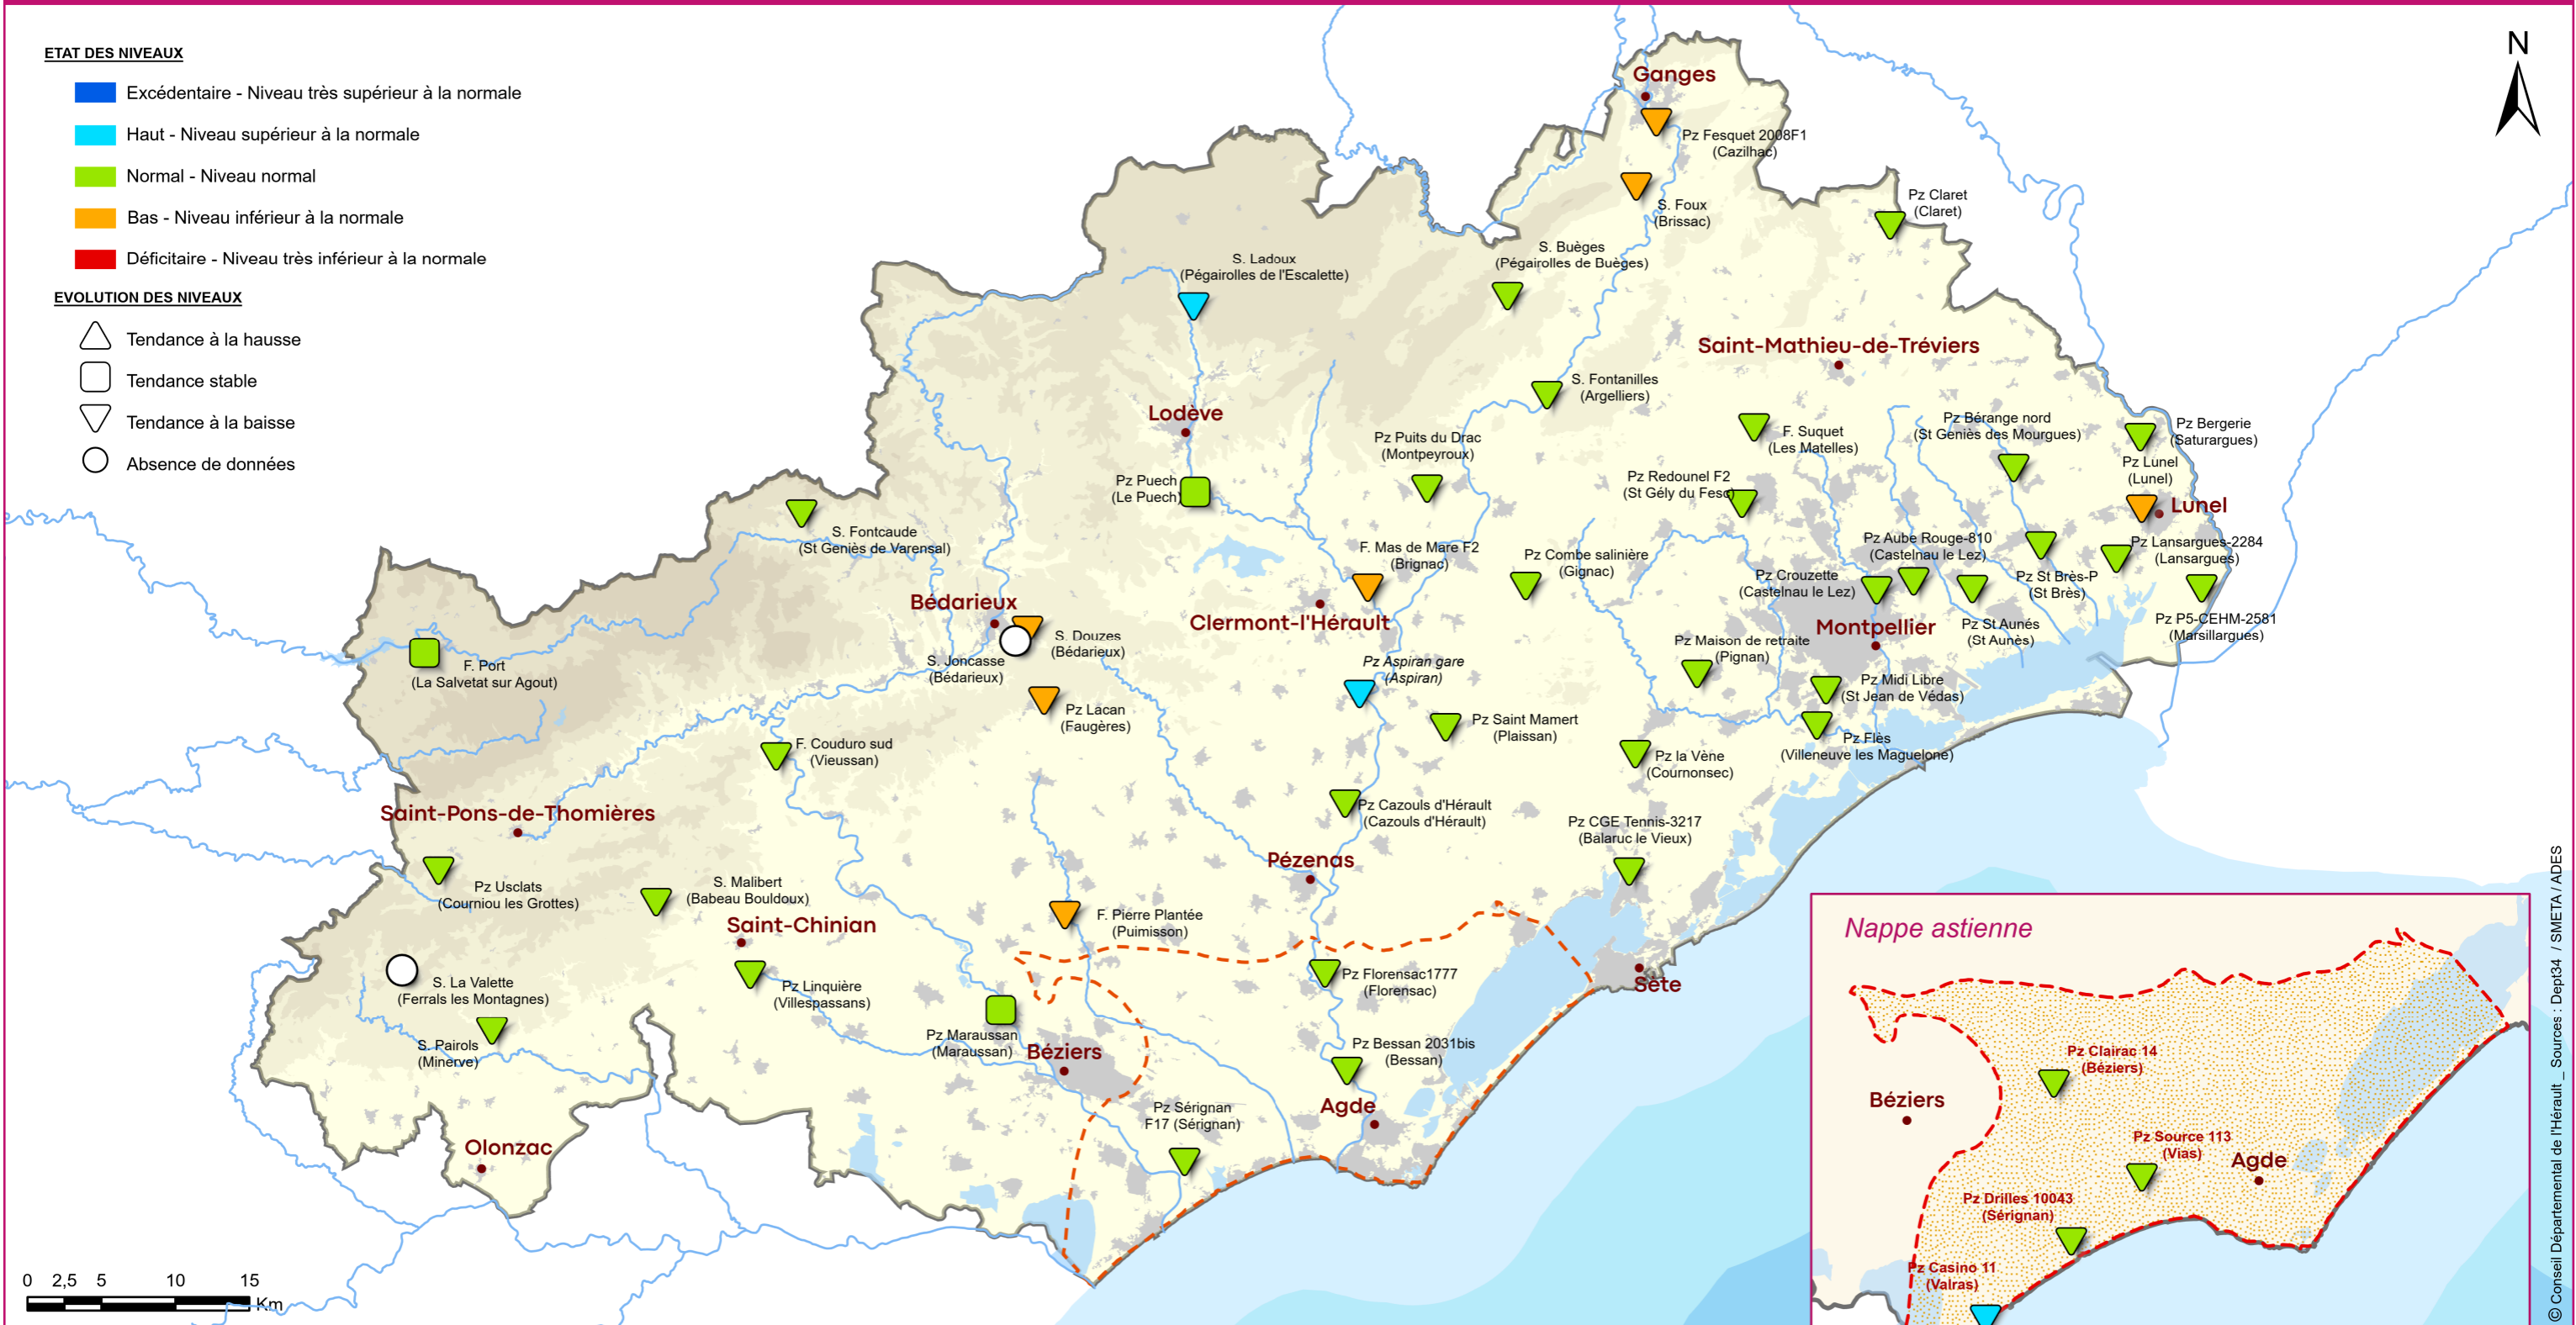 ETAT DES NIVEAUX
Excédentaire - Niveau très supérieur à la normale
Haut - Niveau supérieur à la normale
Normal - Niveau normal
Bas - Niveau inférieur à la normale
Déficitaire - Niveau très inférieur à la normale
EVOLUTION DES NIVEAUX
Tendance à la hausse
Tendance stable
Tendance à la baisse
Absence de données
N
Ganges
Pz Fesquet 2008F1
(Cazilhac)
S. Foux
(Brissac)
Pz Claret
(Claret)
S. Buèges
(Pégairolles de Buèges)
S. Ladoux
(Pégairolles de l'Escalette)
Saint-Mathieu-de-Tréviers
S. Fontanilles
(Argelliers)
Lodève
Pz Puits du Drac
(Montpeyroux)
F. Suquet
(Les Matelles)
Pz Bérange nord
(St Geniès des Mourgues)
Pz Bergerie
(Saturargues)
Pz Lunel
(Lunel)
Lunel
Pz Puech
(Le Puech)
Pz Redounel F2
(St Gély du Fesc)
S. Fontcaude
(St Geniès de Varensal)
F. Mas de Mare F2
(Brignac)
Pz Combe salinière
(Gignac)
Pz Aube Rouge-810
(Castelnau le Lez)
Pz Lansargues-2284
(Lansargues)
Pz Crouzette
(Castelnau le Lez)
Pz St Brès-P
(St Brès)
Bédarieux
Clermont-l'Hérault
Montpellier
Pz St Aunés
(St Aunès)
Pz P5-CEHM-2581
(Marsillargues)
S. Douzes
(Bédarieux)
S. Joncasse
(Bédarieux)
Pz Maison de retraite
(Pignan)
F. Port
(La Salvetat sur Agout)
Pz Aspiran gare
(Aspiran)
Pz Midi Libre
(St Jean de Védas)
Pz Lacan
(Faugères)
Pz Saint Mamert
(Plaissan)
Pz Flès
(Villeneuve les Maguelone)
F. Couduro sud
(Vieussan)
Pz la Vène
(Cournonsec)
Saint-Pons-de-Thomières
Pz Cazouls d'Hérault
(Cazouls d'Hérault)
Pz CGE Tennis-3217
(Balaruc le Vieux)
Pézenas
Pz Usclats
(Courniou les Grottes)
S. Malibert
(Babeau Bouldoux)
Saint-Chinian
F. Pierre Plantée
(Puimisson)
S. La Valette
(Ferrals les Montagnes)
Pz Linquière
(Villespassans)
Pz Florensac1777
(Florensac)
Sète
S. Pairols
(Minerve)
Pz Maraussan
(Maraussan)
Béziers
Pz Bessan 2031bis
(Bessan)
Agde
Pz Sérignan
F17 (Sérignan)
Olonzac
0 2,5 5 10 15
Km
Nappe astienne
Pz Clairac 14
(Béziers)
Béziers
Pz Source 113
(Vias)
Agde
Pz Drilles 10043
(Sérignan)
Pz Casino 11
(Valras)
© Conseil Départemental de l'Hérault _ Sources : Dept34 / SMETA / ADES